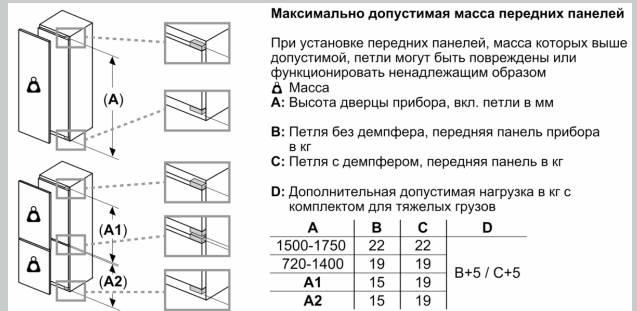 Максимально допустимая масса передних панелей
При установке передних панелей, масса которых выше
допустимой, петли могут быть повреждены или
функционировать ненадлежащим образом
Масса
A: Высота дверцы прибора, вкл. петли в мм
B: Петля без демпфера, передняя панель прибора
в кг
C: Петля с демпфером, передняя панель в кг
D: Дополнительная допустимая нагрузка в кг с
комплектом для тяжелых грузов
A B C D
1500-1750 22 22
720-1400 19 19
B+5 / C+5
A1 15 19
A2 15 19
(A)
(A1)
(A2)